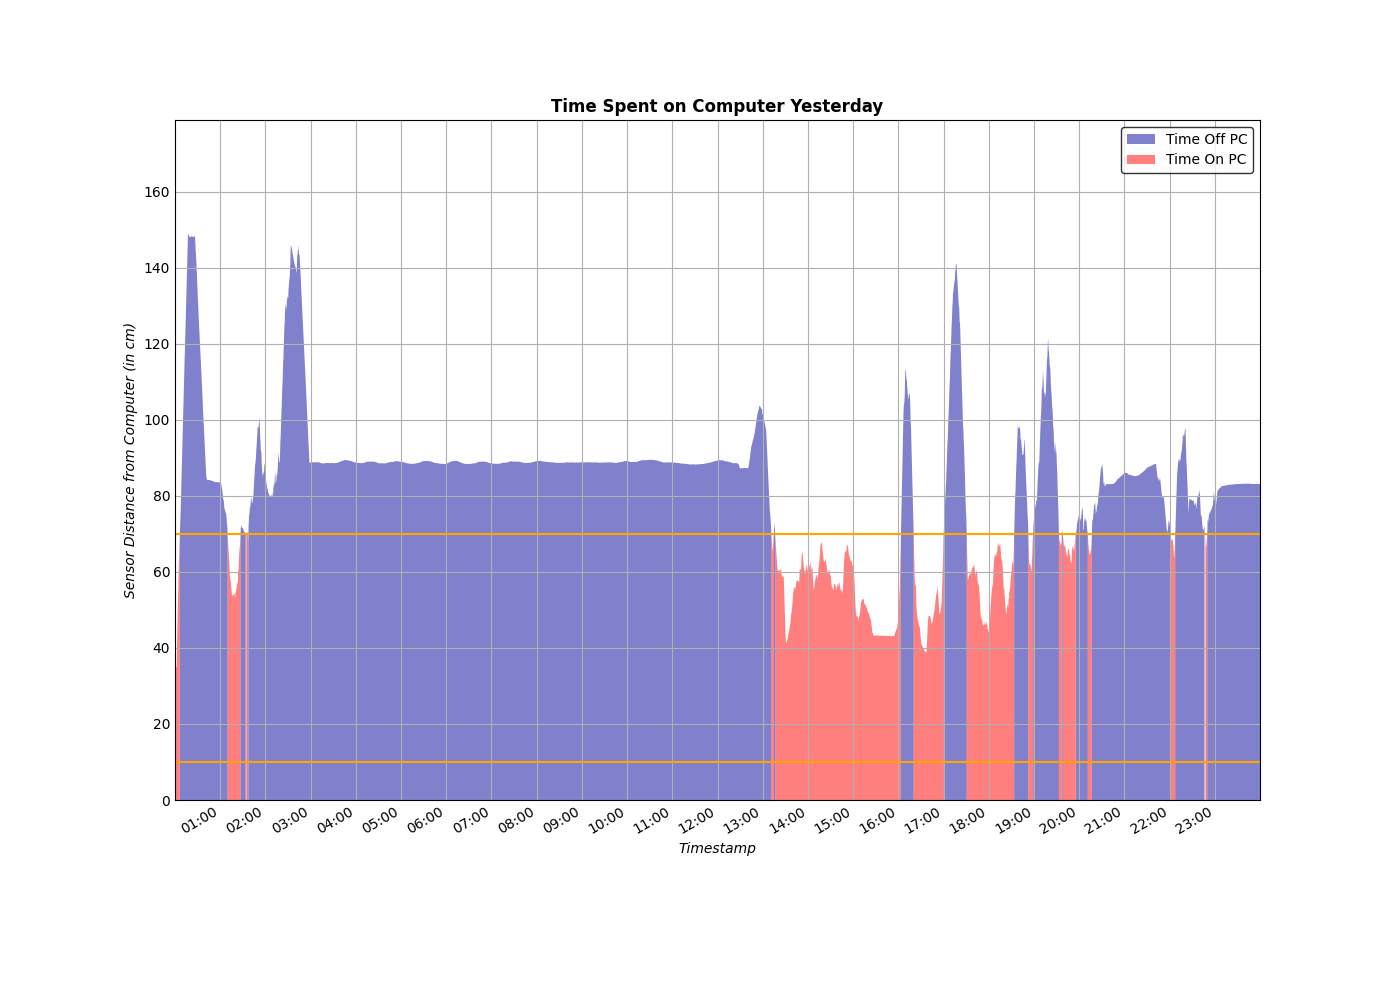 Time Spent on Computer Yesterday
Time Off PC
Time On PC
Sensor Distance from Computer (in cm)
160
140
120
100
80
60
40
20
0
01:00 02:00 03:00 04:00 05:00 06:00 07:00 08:00 09:00 10:00 11:00 12:00 13:00 14:00 15:00 16:00 17:00 18:00 19:00 20:00 21:00 22:00 23:00
Timestamp